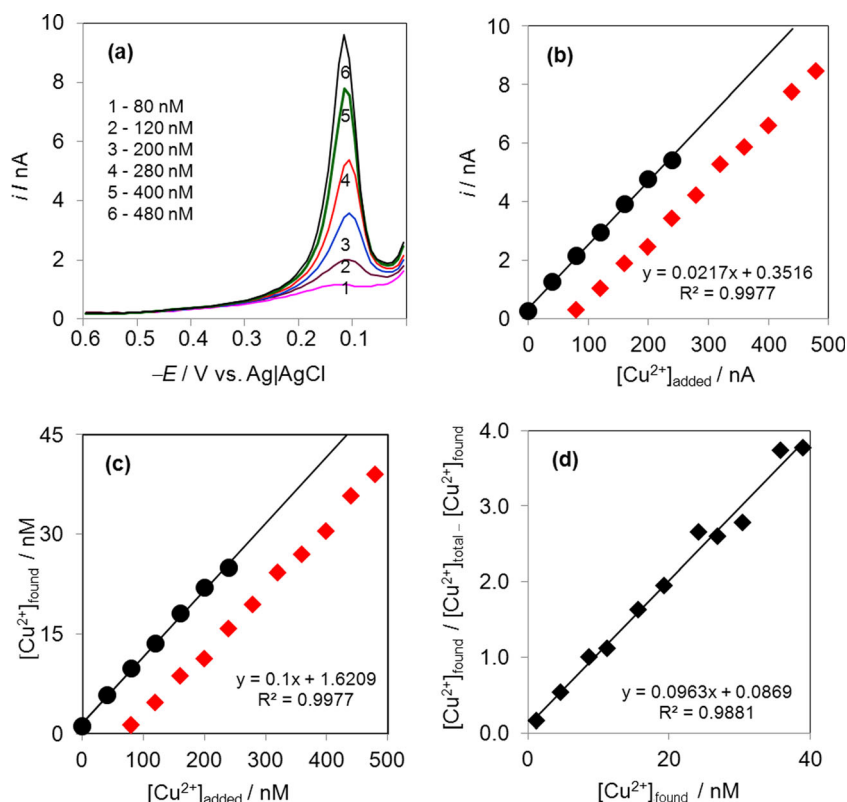 (a)
10
8
6
4
2
0
i / nA
1 - 80 nM
2 - 120 nM
3 - 200 nM
4 - 280 nM
5 - 400 nM
6 - 480 nM
6
5
4
3
2
1
0.6 0.5 0.4 0.3 0.2 0.1
–E / V vs. Ag|AgCl
(b)
10
8
6
4
2
0
i / nA
y = 0.0217x + 0.3516
R² = 0.9977
0 100 200 300 400 500
[Cu²⁺]added / nA
(c)
45
30
15
0
[Cu²⁺]found / nM
y = 0.1x + 1.6209
R² = 0.9977
0 100 200 300 400 500
[Cu²⁺]added / nM
(d)
4.0
3.0
2.0
1.0
0.0
[Cu²⁺]found / [Cu²⁺]total – [Cu²⁺]found
y = 0.0963x + 0.0869
R² = 0.9881
0 20 40
[Cu²⁺]found / nM